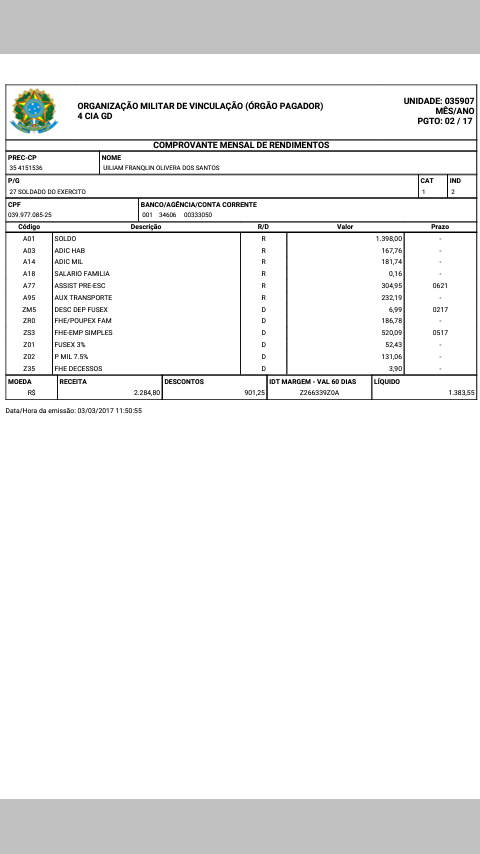 ORGANIZAÇÃO MILITAR DE VINCULAÇÃO (ÓRGÃO PAGADOR)
4 CIA GD
UNIDADE: 035907
MÊS/ANO
PGTO: 02 / 17
COMPROVANTE MENSAL DE RENDIMENTOS
PREC-CP NOME
35 4151536 UILIAM FRANQLIN OLIVERA DOS SANTOS
P/G CAT IND
27 SOLDADO DO EXERCITO 1 2
CPF BANCO/AGÊNCIA/CONTA CORRENTE
039.977.085-25 001 34606 00333050
Código Descrição R/D Valor Prazo
A01 SOLDO R 1.398,00 -
A03 ADIC HAB R 167,76 -
A14 ADIC MIL R 181,74 -
A18 SALARIO FAMILIA R 0,16 -
A77 ASSIST PRE-ESC R 304,95 0621
A95 AUX TRANSPORTE R 232,19 -
ZM5 DESC DEP FUSEX D 6,99 0217
ZR0 FHE/POUPEX FAM D 186,78 -
ZS3 FHE-EMP SIMPLES D 520,09 0517
Z01 FUSEX 3% D 52,43 -
Z02 P MIL 7.5% D 131,06 -
Z35 FHE DECESSOS D 3,90 -
MOEDA RECEITA DESCONTOS IDT MARGEM - VAL 60 DIAS LÍQUIDO
R$ 2.284,80 901,25 Z266339Z0A 1.383,55
Data/Hora da emissão: 03/03/2017 11:50:55